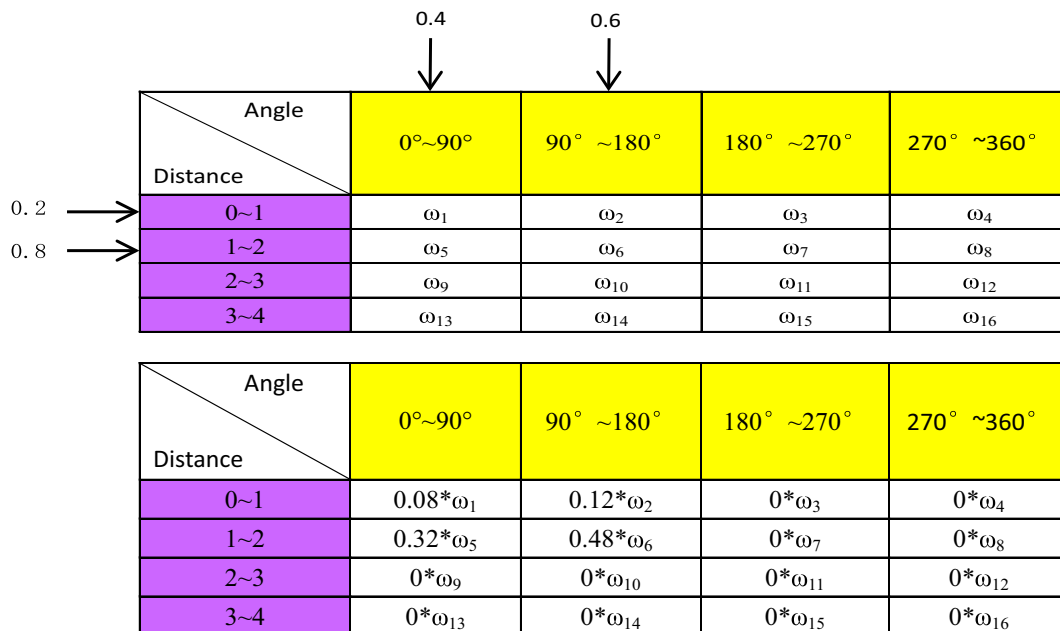 0.4 0.6
Angle
Distance
0°~90° 90° ~180° 180° ~270° 270° ~360°
0.2 0~1 ω₁ ω₂ ω₃ ω₄
0.8 1~2 ω₅ ω₆ ω₇ ω₈
2~3 ω₉ ω₁₀ ω₁₁ ω₁₂
3~4 ω₁₃ ω₁₄ ω₁₅ ω₁₆
Angle
Distance
0°~90° 90° ~180° 180° ~270° 270° ~360°
0~1 0.08*ω₁ 0.12*ω₂ 0*ω₃ 0*ω₄
1~2 0.32*ω₅ 0.48*ω₆ 0*ω₇ 0*ω₈
2~3 0*ω₉ 0*ω₁₀ 0*ω₁₁ 0*ω₁₂
3~4 0*ω₁₃ 0*ω₁₄ 0*ω₁₅ 0*ω₁₆